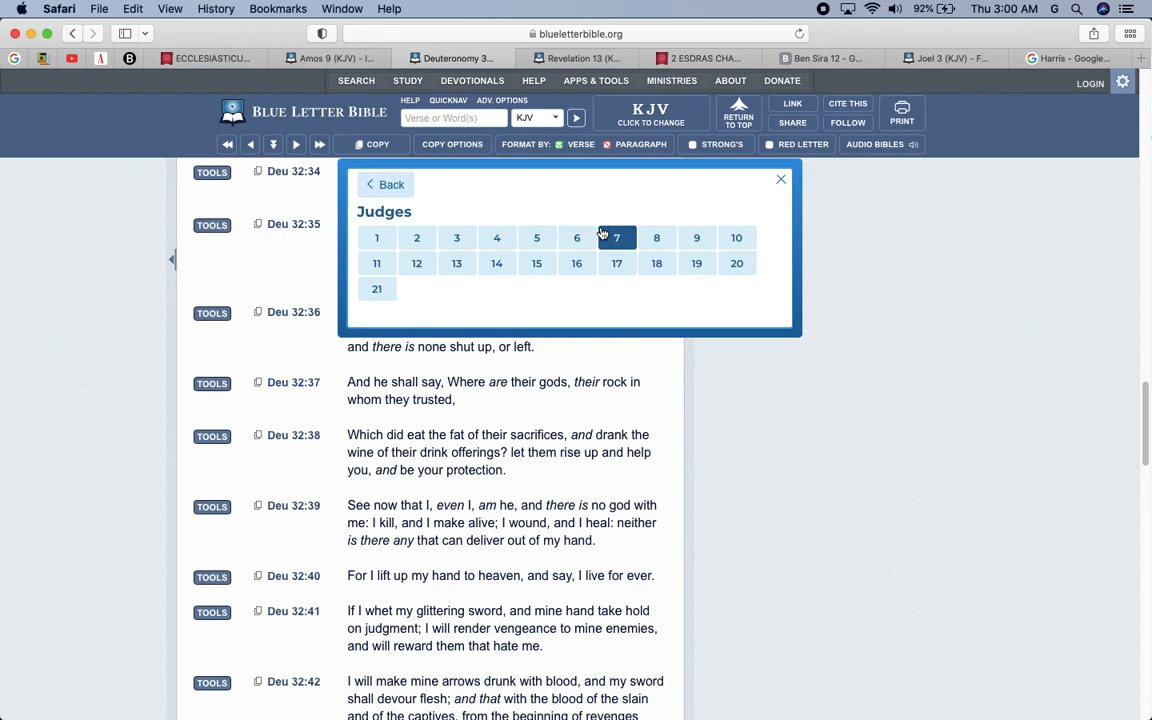 Safari File Edit View History Bookmarks Window Help 92% Thu 3:00 AM G
blueletterbible.org
ECCLESIASTICU... Amos 9 (KJV) - I... Deuteronomy 3... Revelation 13 (K... 2 ESDRAS CHA... Ben Sira 12 - G... Joel 3 (KJV) - F... Harris - Google...
SEARCH STUDY DEVOTIONALS HELP APPS & TOOLS MINISTRIES ABOUT DONATE LOGIN
BLUE LETTER BIBLE
HELP QUICKNAV ADV. OPTIONS
Verse or Word(s) KJV
KJV
CLICK TO CHANGE
RETURN
TO TOP
LINK CITE THIS
SHARE FOLLOW
PRINT
COPY COPY OPTIONS FORMAT BY: VERSE PARAGRAPH STRONG'S RED LETTER AUDIO BIBLES
TOOLS Deu 32:34
Back
Judges
TOOLS Deu 32:35
1 2 3 4 5 6 7 8 9 10
11 12 13 14 15 16 17 18 19 20
21
TOOLS Deu 32:36
and there is none shut up, or left.
TOOLS Deu 32:37 And he shall say, Where are their gods, their rock in
whom they trusted,
TOOLS Deu 32:38 Which did eat the fat of their sacrifices, and drank the
wine of their drink offerings? let them rise up and help
you, and be your protection.
TOOLS Deu 32:39 See now that I, even I, am he, and there is no god with
me: I kill, and I make alive; I wound, and I heal: neither
is there any that can deliver out of my hand.
TOOLS Deu 32:40 For I lift up my hand to heaven, and say, I live for ever.
TOOLS Deu 32:41 If I whet my glittering sword, and mine hand take hold
on judgment; I will render vengeance to mine enemies,
and will reward them that hate me.
TOOLS Deu 32:42 I will make mine arrows drunk with blood, and my sword
shall devour flesh; and that with the blood of the slain
and of the captives, from the beginning of revenges